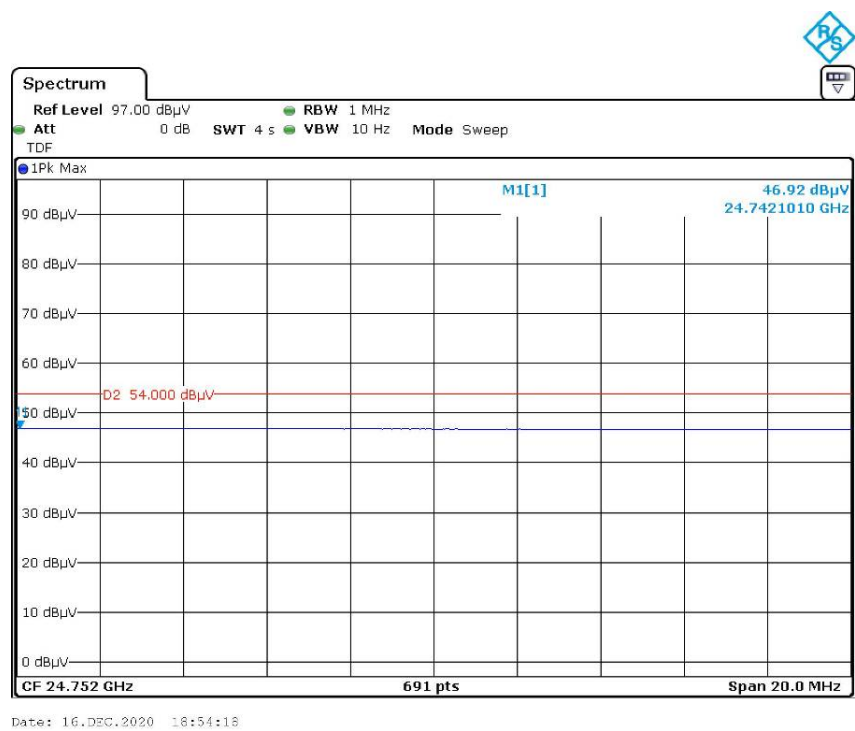 R/S
Spectrum
Ref Level 97.00 dBµV RBW 1 MHz
Att 0 dB SWT 4 s VBW 10 Hz Mode Sweep
TDF
1Pk Max
M1[1] 46.92 dBµV
24.7421010 GHz
90 dBµV
80 dBµV
70 dBµV
60 dBµV
D2 54.000 dBµV
50 dBµV
40 dBµV
30 dBµV
20 dBµV
10 dBµV
0 dBµV
CF 24.752 GHz 691 pts Span 20.0 MHz
Date: 16.DEC.2020 18:54:18